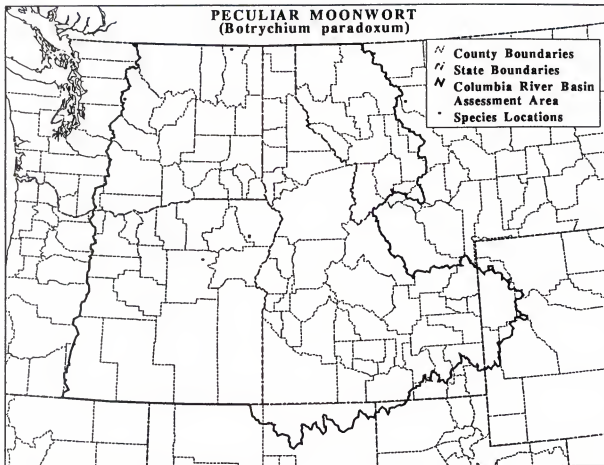 PECULIAR MOONWORT
(Botrychium paradoxum)
County Boundaries
State Boundaries
Columbia River Basin
Assessment Area
Species Locations